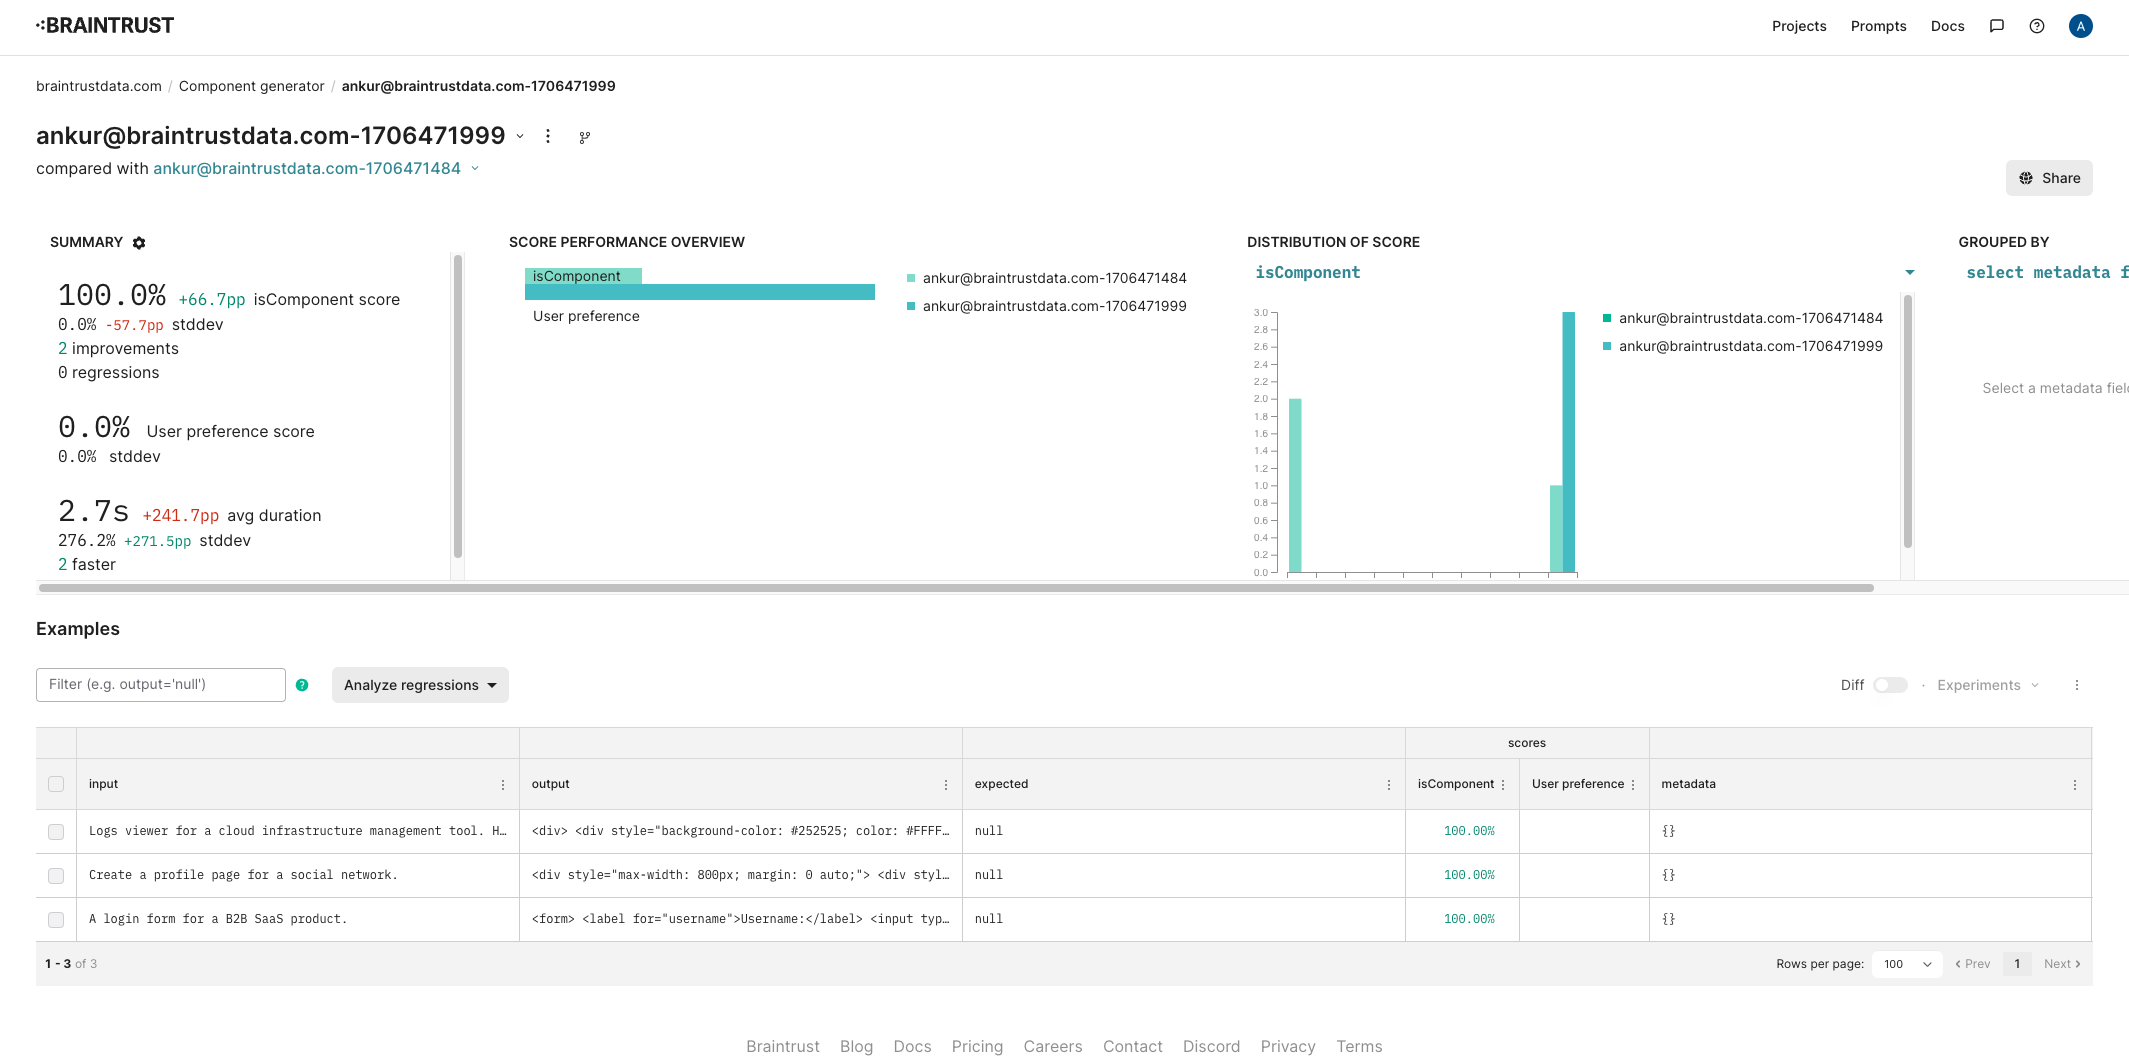 BRAINTRUST
Projects Prompts Docs A
braintrustdata.com / Component generator / ankur@braintrustdata.com-1706471999
ankur@braintrustdata.com-1706471999
compared with ankur@braintrustdata.com-1706471484
Share
SUMMARY
100.0% +66.7pp isComponent score
0.0% -57.7pp stddev
2 improvements
0 regressions
0.0% User preference score
0.0% stddev
2.7s +241.7pp avg duration
276.2% +271.5pp stddev
2 faster
SCORE PERFORMANCE OVERVIEW
isComponent
User preference
ankur@braintrustdata.com-1706471484
ankur@braintrustdata.com-1706471999
DISTRIBUTION OF SCORE
isComponent
3.0
2.8
2.6
2.4
2.2
2.0
1.8
1.6
1.4
1.2
1.0
0.8
0.6
0.4
0.2
0.0
ankur@braintrustdata.com-1706471484
ankur@braintrustdata.com-1706471999
GROUPED BY
select metadata f
Select a metadata fiel
Examples
Filter (e.g. output='null') ? Analyze regressions
Diff · Experiments
scores
input output expected isComponent User preference metadata
Logs viewer for a cloud infrastructure management tool. H… <div> <div style="background-color: #252525; color: #FFFF… null 100.00% {}
Create a profile page for a social network. <div style="max-width: 800px; margin: 0 auto;"> <div styl… null 100.00% {}
A login form for a B2B SaaS product. <form> <label for="username">Username:</label> <input typ… null 100.00% {}
1 - 3 of 3
Rows per page: 100 Prev 1 Next
Braintrust Blog Docs Pricing Careers Contact Discord Privacy Terms